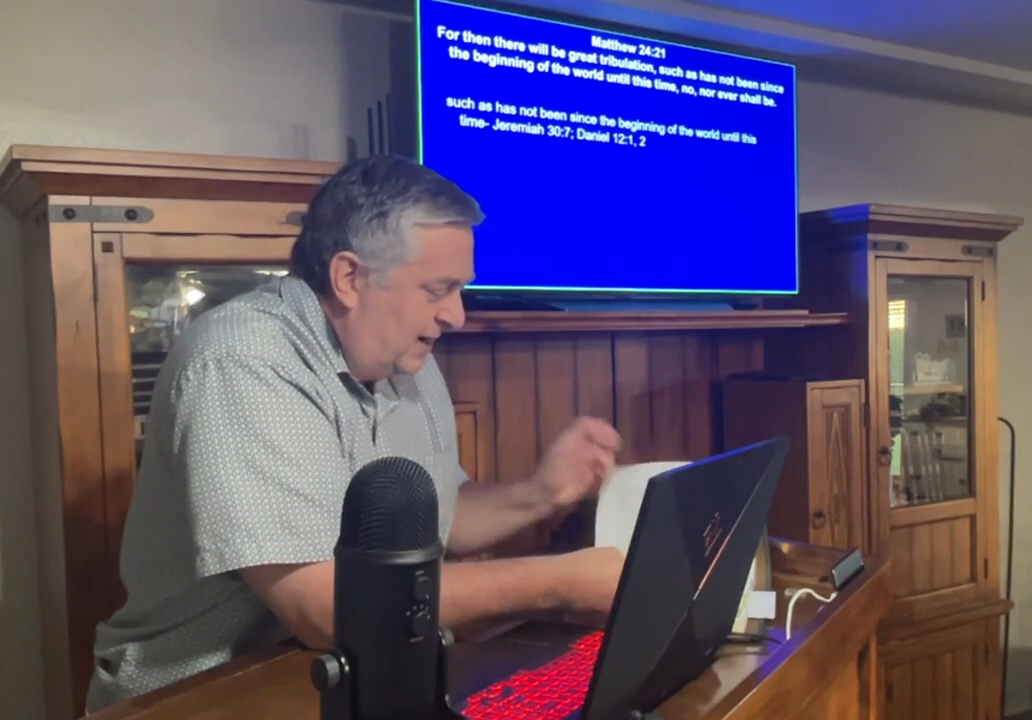 Matthew 24:21
For then there will be great tribulation, such as has not been since
the beginning of the world until this time, no, nor ever shall be.
such as has not been since the beginning of the world until this
time- Jeremiah 30:7; Daniel 12:1, 2